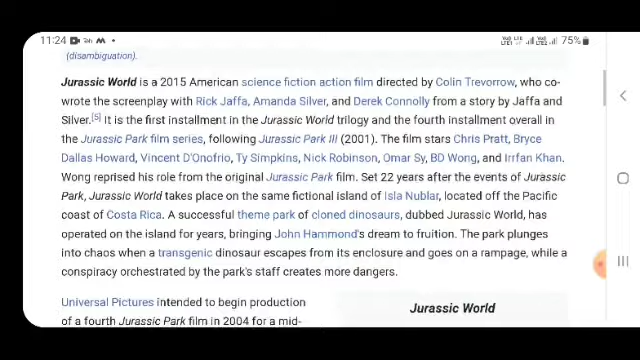 11:24
75%
(disambiguation).
Jurassic World is a 2015 American science fiction action film directed by Colin Trevorrow, who co-
wrote the screenplay with Rick Jaffa, Amanda Silver, and Derek Connolly from a story by Jaffa and
Silver.[5] It is the first installment in the Jurassic World trilogy and the fourth installment overall in
the Jurassic Park film series, following Jurassic Park III (2001). The film stars Chris Pratt, Bryce
Dallas Howard, Vincent D'Onofrio, Ty Simpkins, Nick Robinson, Omar Sy, BD Wong, and Irrfan Khan.
Wong reprised his role from the original Jurassic Park film. Set 22 years after the events of Jurassic
Park, Jurassic World takes place on the same fictional island of Isla Nublar, located off the Pacific
coast of Costa Rica. A successful theme park of cloned dinosaurs, dubbed Jurassic World, has
operated on the island for years, bringing John Hammond's dream to fruition. The park plunges
into chaos when a transgenic dinosaur escapes from its enclosure and goes on a rampage, while a
conspiracy orchestrated by the park's staff creates more dangers.
Universal Pictures intended to begin production
of a fourth Jurassic Park film in 2004 for a mid-
Jurassic World